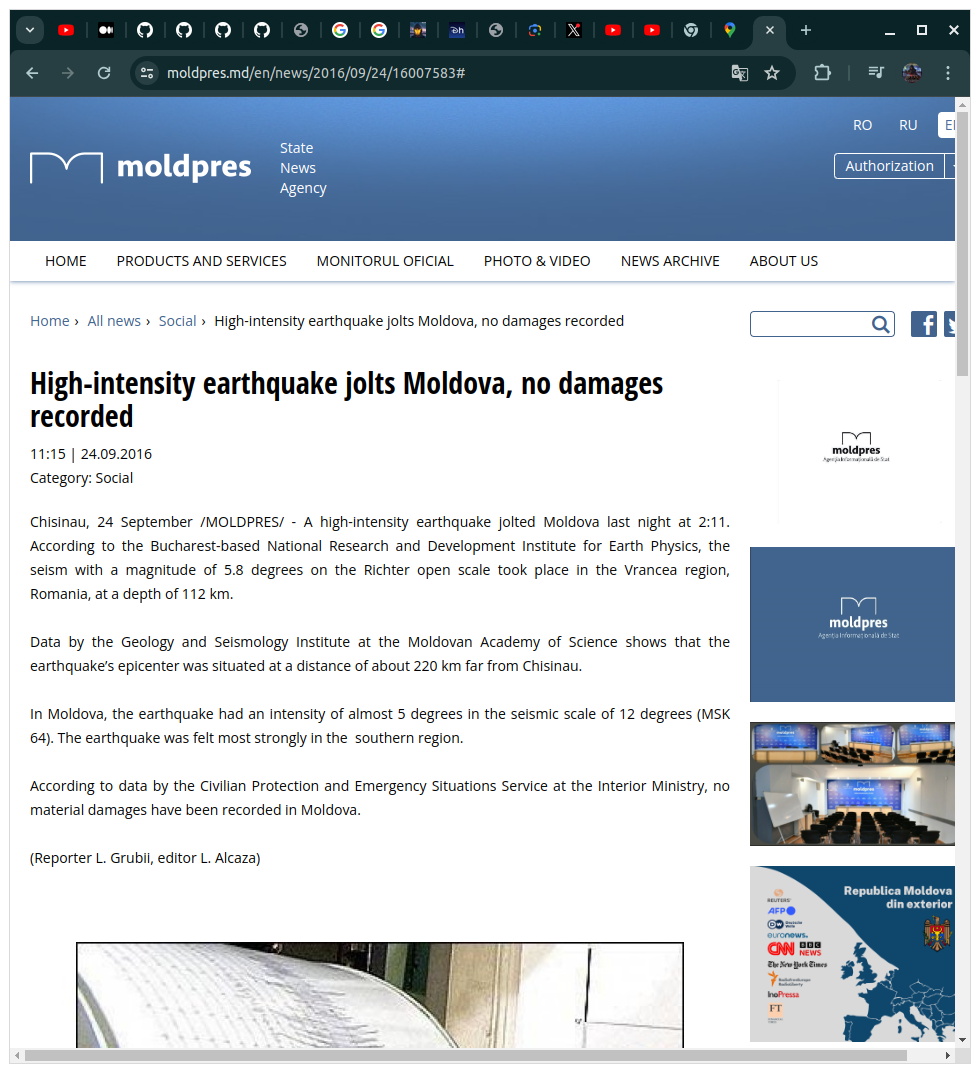 moldpres.md/en/news/2016/09/24/16007583#
RO RU
moldpres
State
News
Agency
Authorization
HOME PRODUCTS AND SERVICES MONITORUL OFICIAL PHOTO & VIDEO NEWS ARCHIVE ABOUT US
Home › All news › Social › High-intensity earthquake jolts Moldova, no damages recorded
High-intensity earthquake jolts Moldova, no damages
recorded
11:15 | 24.09.2016
Category: Social
Chisinau, 24 September /MOLDPRES/ - A high-intensity earthquake jolted Moldova last night at 2:11.
According to the Bucharest-based National Research and Development Institute for Earth Physics, the
seism with a magnitude of 5.8 degrees on the Richter open scale took place in the Vrancea region,
Romania, at a depth of 112 km.
Data by the Geology and Seismology Institute at the Moldovan Academy of Science shows that the
earthquake’s epicenter was situated at a distance of about 220 km far from Chisinau.
In Moldova, the earthquake had an intensity of almost 5 degrees in the seismic scale of 12 degrees (MSK
64). The earthquake was felt most strongly in the southern region.
According to data by the Civilian Protection and Emergency Situations Service at the Interior Ministry, no
material damages have been recorded in Moldova.
(Reporter L. Grubii, editor L. Alcaza)
moldpres
Agenția Informațională de Stat
moldpres
Agenția Informațională de Stat
Republica Moldova
din exterior
REUTERS
AFP
DW Deutsche Welle
euronews.
CNN BBC NEWS
The New York Times
RadioFreeEurope
RadioLiberty
InoPressa
FT